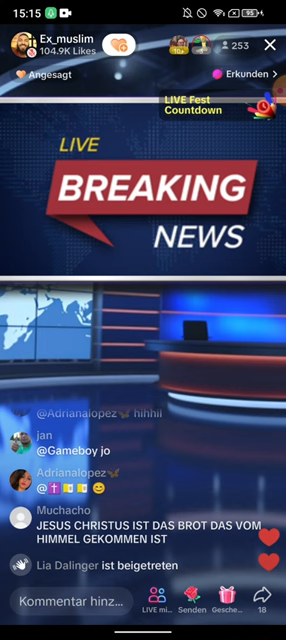 15:15
95
Ex_muslim
104.9K Likes
253
Angesagt
Erkunden >
LIVE Fest
Countdown
LIVE
BREAKING
NEWS
@Adrianalopez hihhil
jan
@Gameboy jo
Adrianalopez
@✝️🇻🇦🇻🇦😊
Muchacho
JESUS CHRISTUS IST DAS BROT DAS VOM
HIMMEL GEKOMMEN IST
Lia Dalinger ist beigetreten
Kommentar hinz...
LIVE mi...
Senden
Gesche...
18